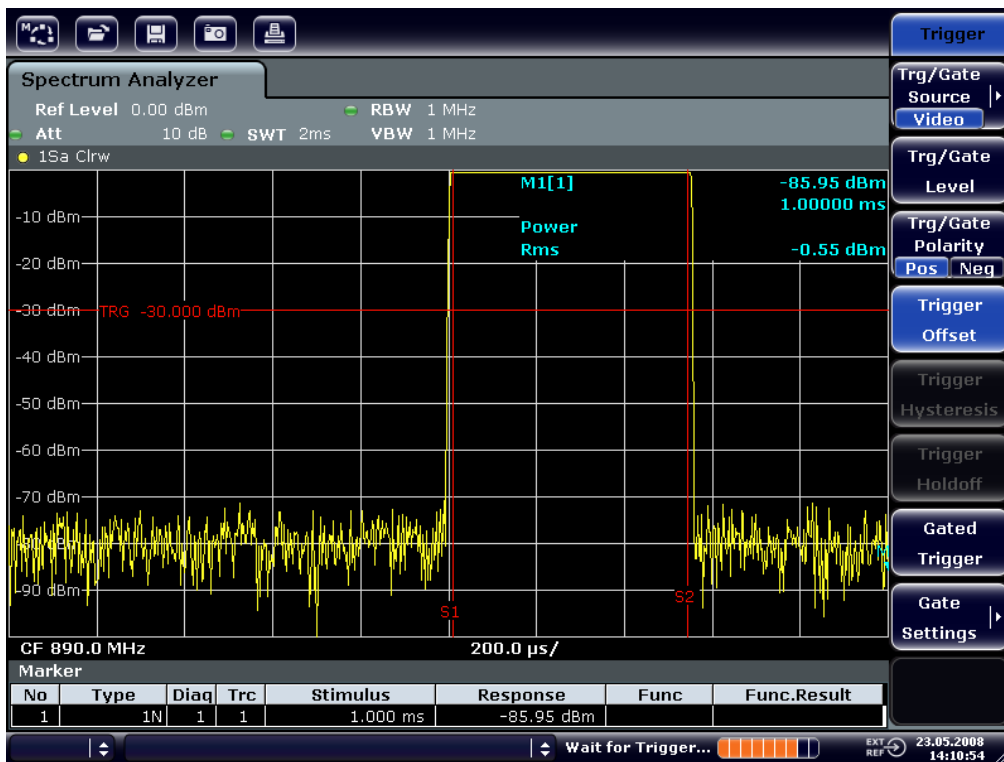 Trigger
Spectrum Analyzer
Ref Level 0.00 dBm RBW 1 MHz
Att 10 dB SWT 2ms VBW 1 MHz
1Sa Clrw
M1[1] -85.95 dBm
1.00000 ms
Power
Rms -0.55 dBm
-10 dBm
-20 dBm
-30 dBm
TRG -30.000 dBm
-40 dBm
-50 dBm
-60 dBm
-70 dBm
-80 dBm
-90 dBm
S1
S2
CF 890.0 MHz 200.0 µs/
Marker
No Type Diag Trc Stimulus Response Func Func.Result
1 1N 1 1 1.000 ms -85.95 dBm
Trg/Gate
Source
Video
Trg/Gate
Level
Trg/Gate
Polarity
Pos Neg
Trigger
Offset
Trigger
Hysteresis
Trigger
Holdoff
Gated
Trigger
Gate
Settings
Wait for Trigger...
EXT
REF
23.05.2008
14:10:54